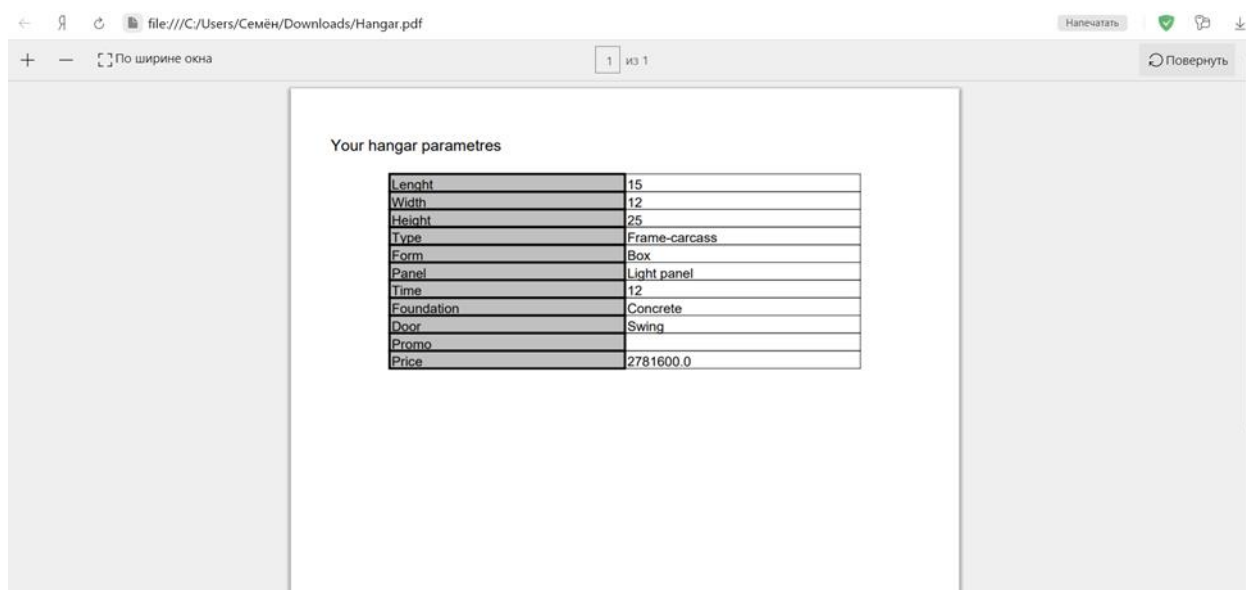 Я file:///C:/Users/Семён/Downloads/Hangar.pdf Напечатать
По ширине окна 1 из 1 Повернуть
Your hangar parametres
Lenght 15
Width 12
Height 25
Type Frame-carcass
Form Box
Panel Light panel
Time 12
Foundation Concrete
Door Swing
Promo
Price 2781600.0